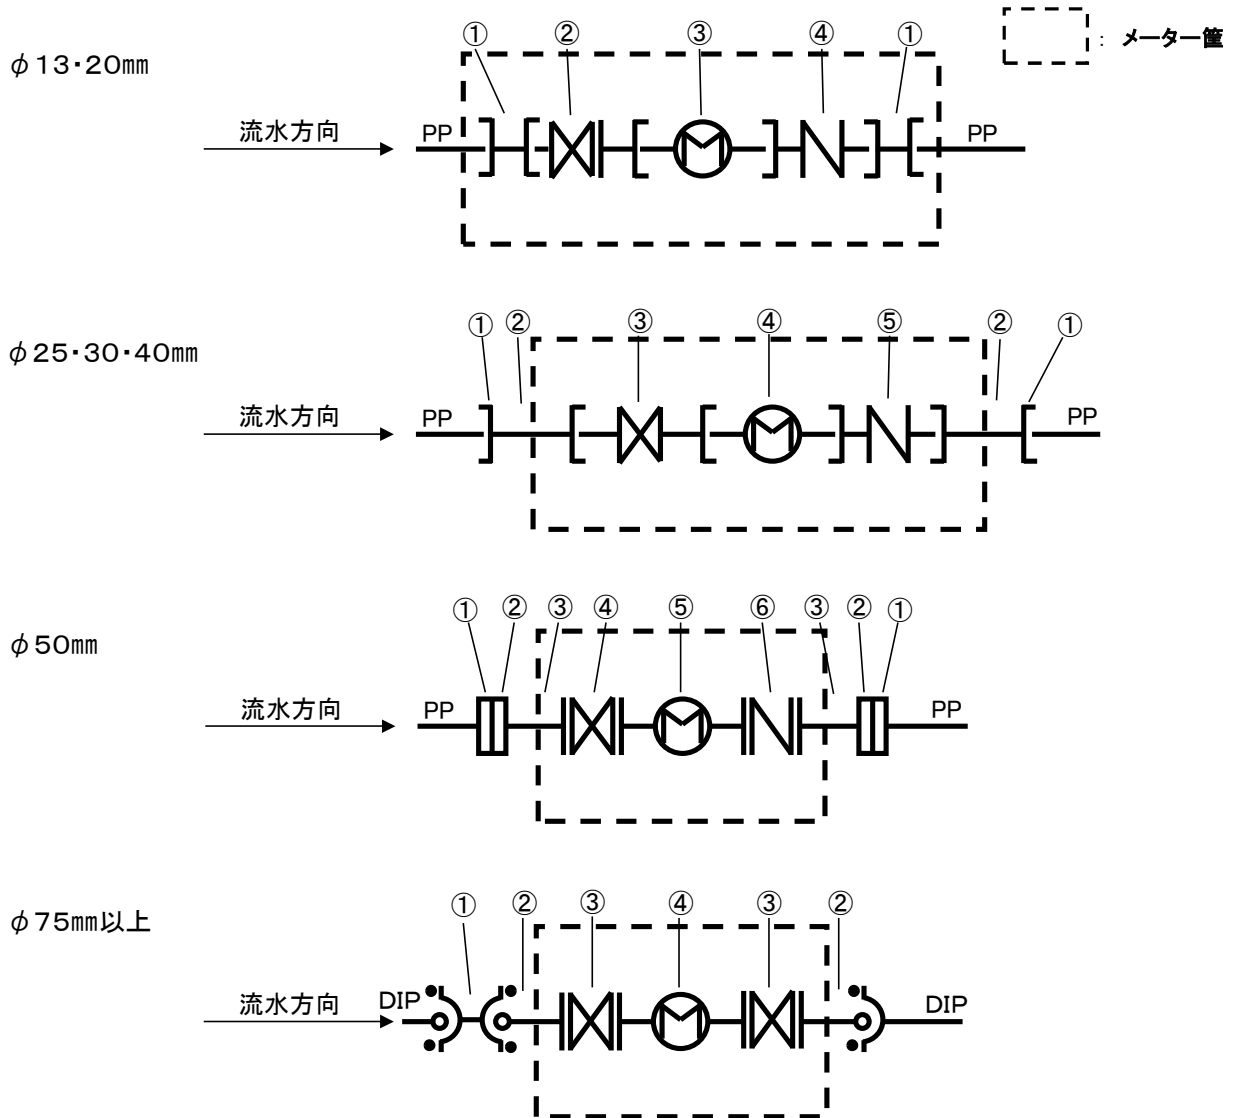 ① ② ③ ④ ①
: メーター筐
φ13・20mm
流水方向 PP PP
① ② ③ ④ ⑤ ② ①
φ25・30・40mm
流水方向 PP PP
① ② ③ ④ ⑤ ⑥ ③ ② ①
φ50mm
流水方向 PP PP
① ② ③ ④ ③ ②
φ75mm以上
流水方向 DIP DIP